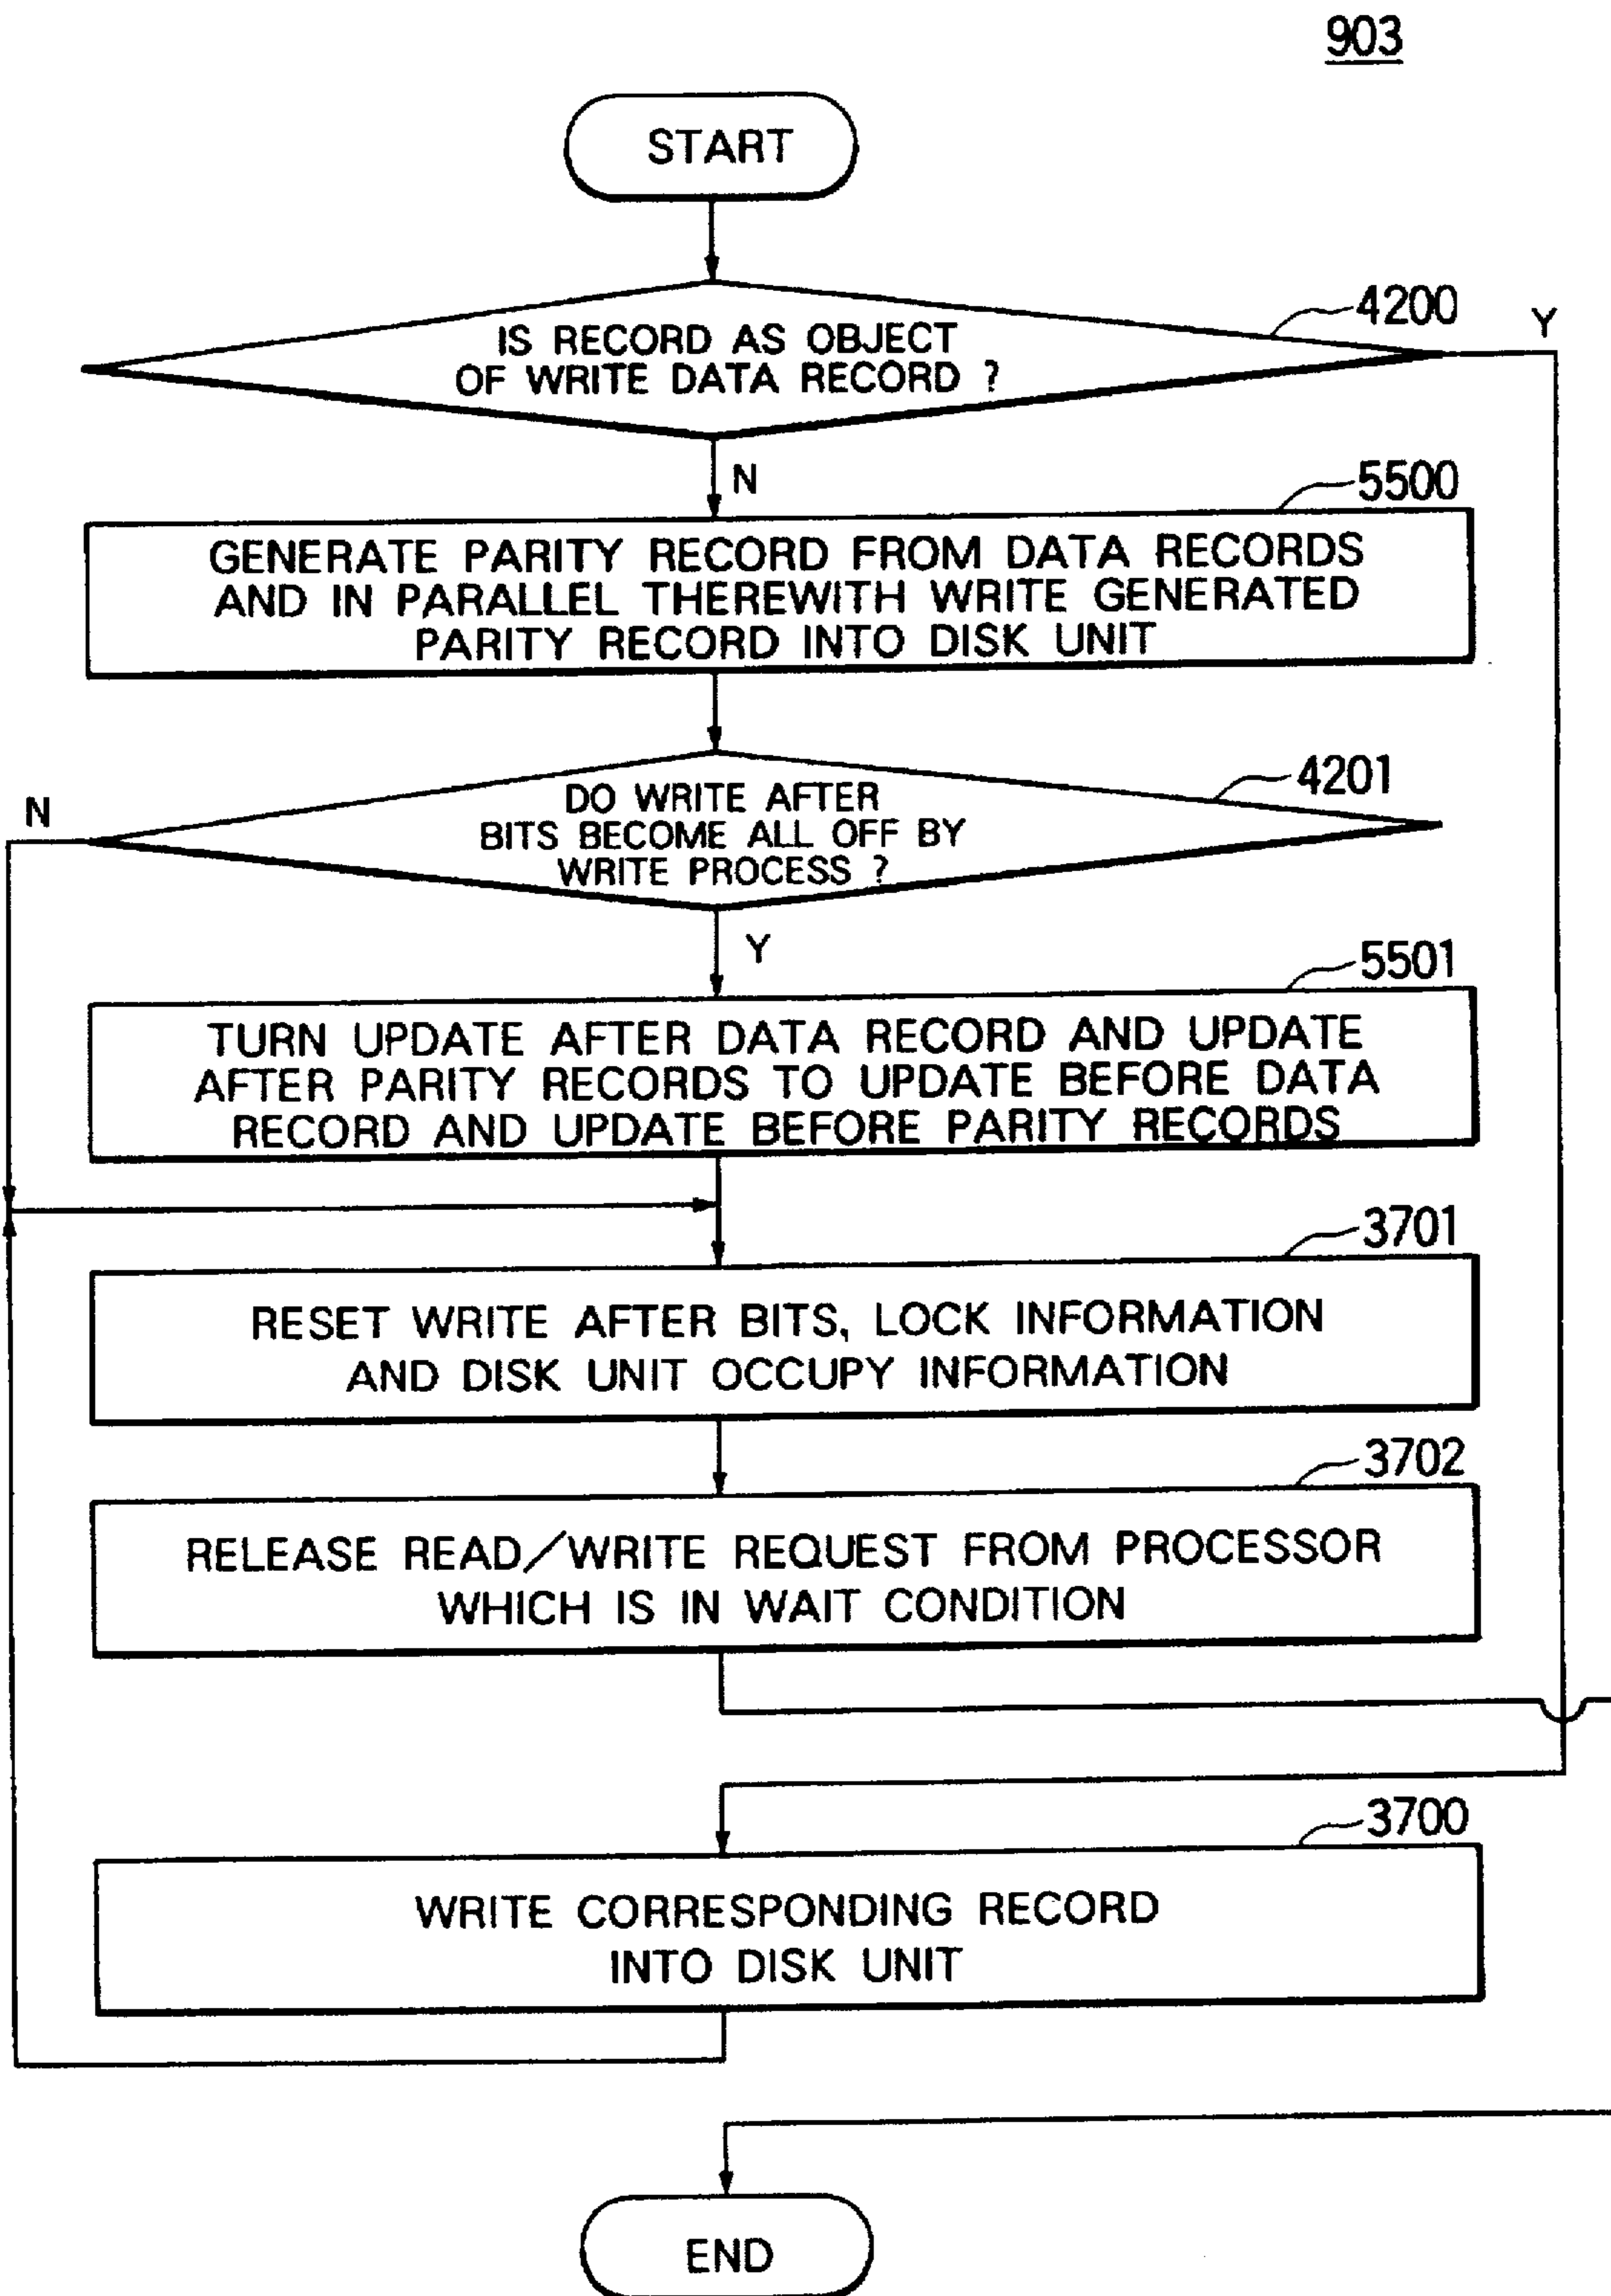 903
START
4200
Y
IS RECORD AS OBJECT
OF WRITE DATA RECORD ?
N
5500
GENERATE PARITY RECORD FROM DATA RECORDS
AND IN PARALLEL THEREWITH WRITE GENERATED
PARITY RECORD INTO DISK UNIT
4201
N
DO WRITE AFTER
BITS BECOME ALL OFF BY
WRITE PROCESS ?
Y
5501
TURN UPDATE AFTER DATA RECORD AND UPDATE
AFTER PARITY RECORDS TO UPDATE BEFORE DATA
RECORD AND UPDATE BEFORE PARITY RECORDS
3701
RESET WRITE AFTER BITS, LOCK INFORMATION
AND DISK UNIT OCCUPY INFORMATION
3702
RELEASE READ/WRITE REQUEST FROM PROCESSOR
WHICH IS IN WAIT CONDITION
3700
WRITE CORRESPONDING RECORD
INTO DISK UNIT
END